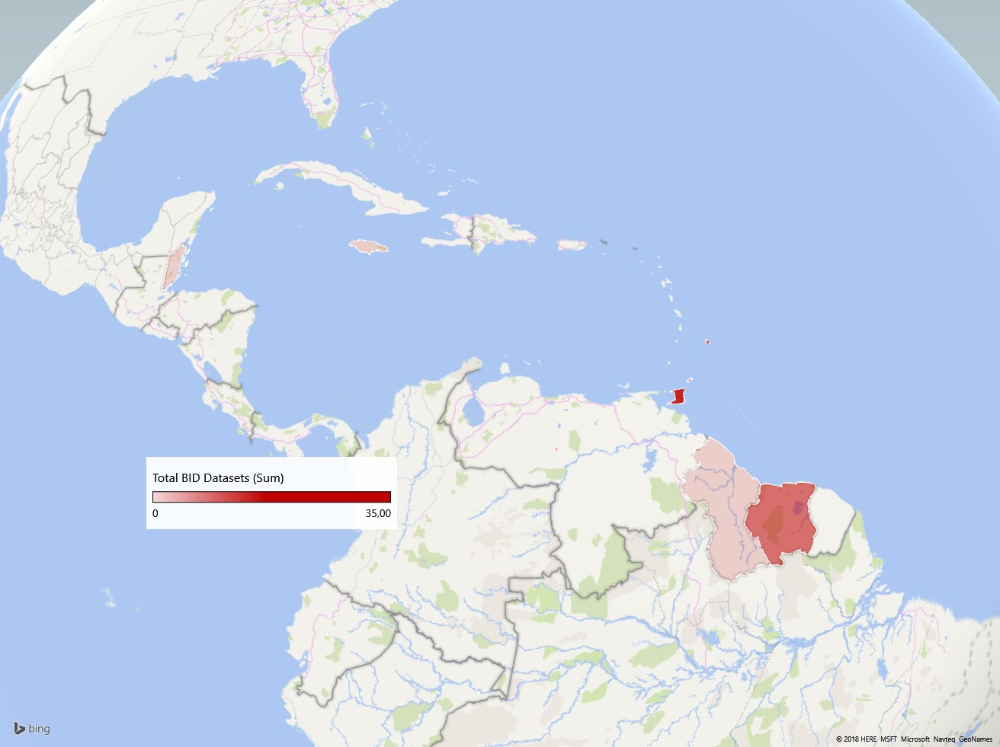 Total BID Datasets (Sum)
0 35,00
bing
© 2018 HERE MSFT Microsoft Navteq GeoNames